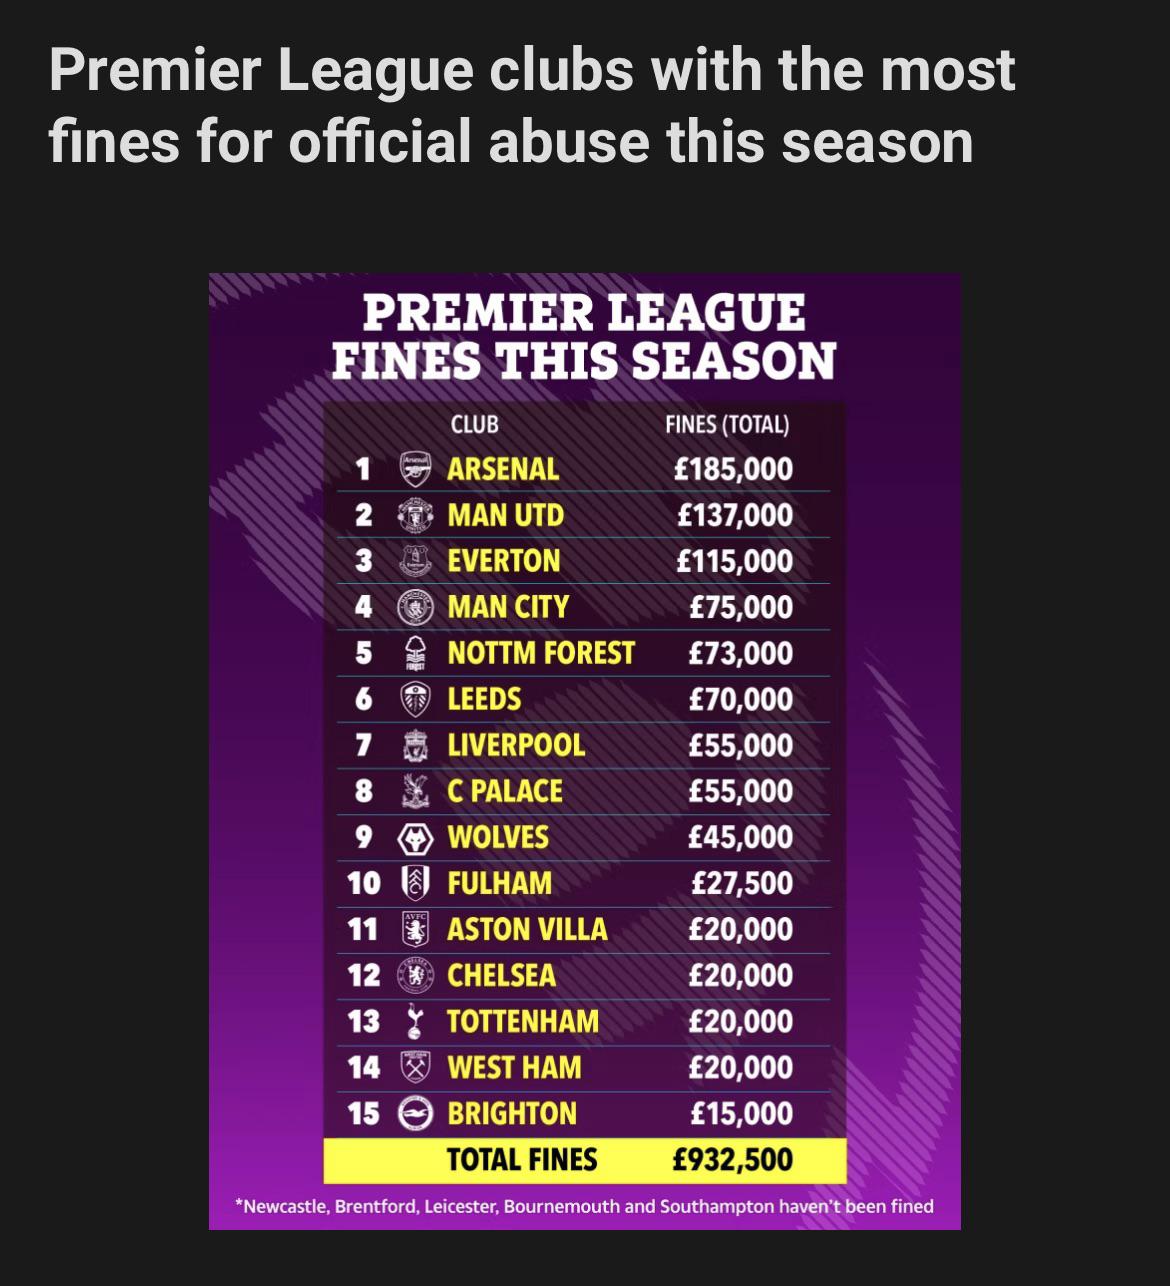 Premier League clubs with the most
fines for official abuse this season
PREMIER LEAGUE
FINES THIS SEASON
CLUB FINES (TOTAL)
1 ARSENAL £185,000
2 MAN UTD £137,000
3 EVERTON £115,000
4 MAN CITY £75,000
5 NOTTM FOREST £73,000
6 LEEDS £70,000
7 LIVERPOOL £55,000
8 C PALACE £55,000
9 WOLVES £45,000
10 FULHAM £27,500
11 ASTON VILLA £20,000
12 CHELSEA £20,000
13 TOTTENHAM £20,000
14 WEST HAM £20,000
15 BRIGHTON £15,000
TOTAL FINES £932,500
*Newcastle, Brentford, Leicester, Bournemouth and Southampton haven't been fined